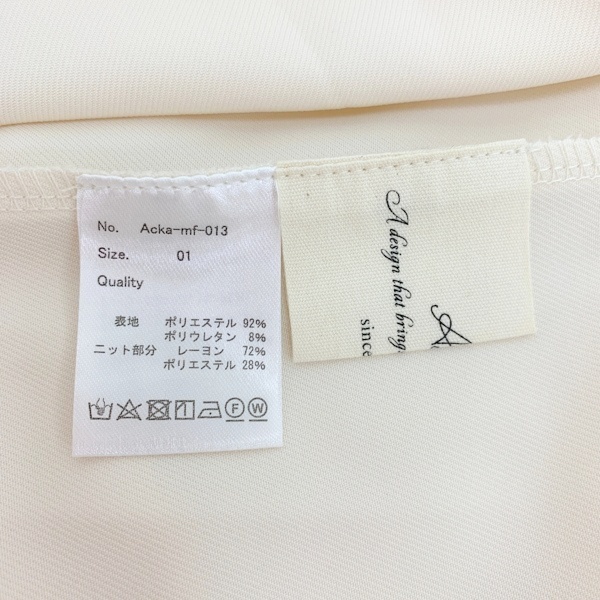 No. Acka-mf-013
Size. 01
Quality
表地 ポリエステル 92%
ポリウレタン 8%
ニット部分 レーヨン 72%
ポリエステル 28%
F W
A design that bring
since